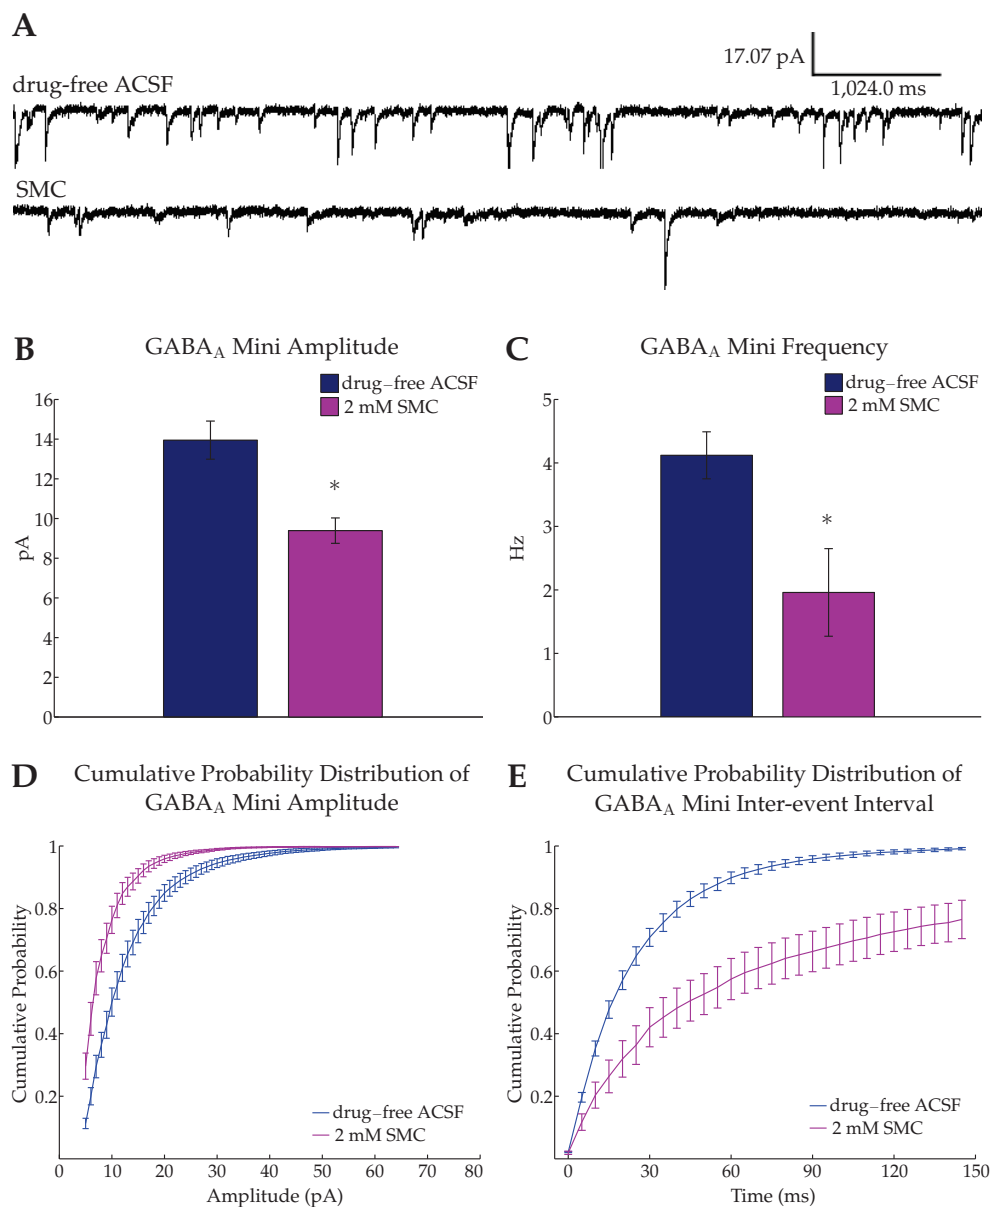 A
17.07 pA
1,024.0 ms
drug-free ACSF
SMC
B
GABA_A Mini Amplitude
drug–free ACSF
2 mM SMC
16
14
12
10
8
6
4
2
0
pA
*
C
GABA_A Mini Frequency
drug–free ACSF
2 mM SMC
5
4
3
2
1
0
Hz
*
D
Cumulative Probability Distribution of
GABA_A Mini Amplitude
1
0.8
0.6
0.4
0.2
Cumulative Probability
drug–free ACSF
2 mM SMC
0 10 20 30 40 50 60 70 80
Amplitude (pA)
E
Cumulative Probability Distribution of
GABA_A Mini Inter-event Interval
1
0.8
0.6
0.4
0.2
Cumulative Probability
drug–free ACSF
2 mM SMC
0 30 60 90 120 150
Time (ms)